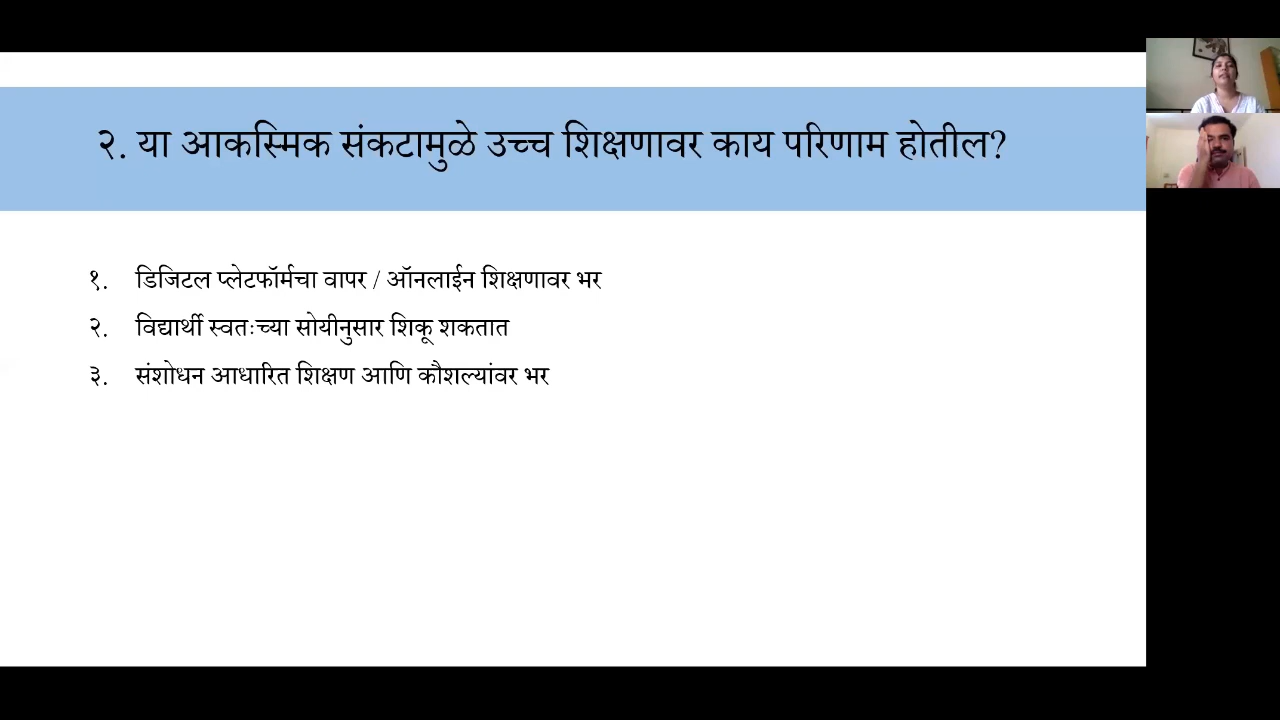 २. या आकस्मिक संकटामुळे उच्च शिक्षणावर काय परिणाम होतील?
१. डिजिटल प्लेटफॉर्मचा वापर / ऑनलाईन शिक्षणावर भर
२. विद्यार्थी स्वतःच्या सोयीनुसार शिकू शकतात
३. संशोधन आधारित शिक्षण आणि कौशल्यांवर भर